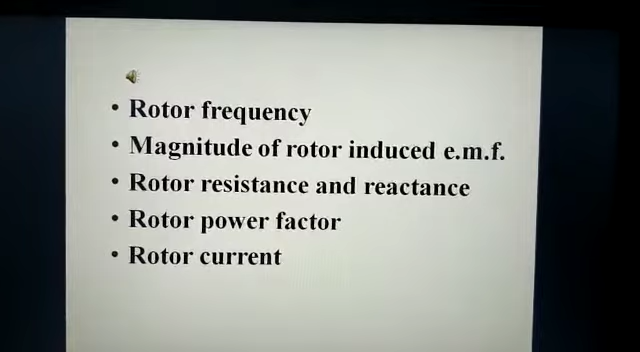 • Rotor frequency
• Magnitude of rotor induced e.m.f.
• Rotor resistance and reactance
• Rotor power factor
• Rotor current